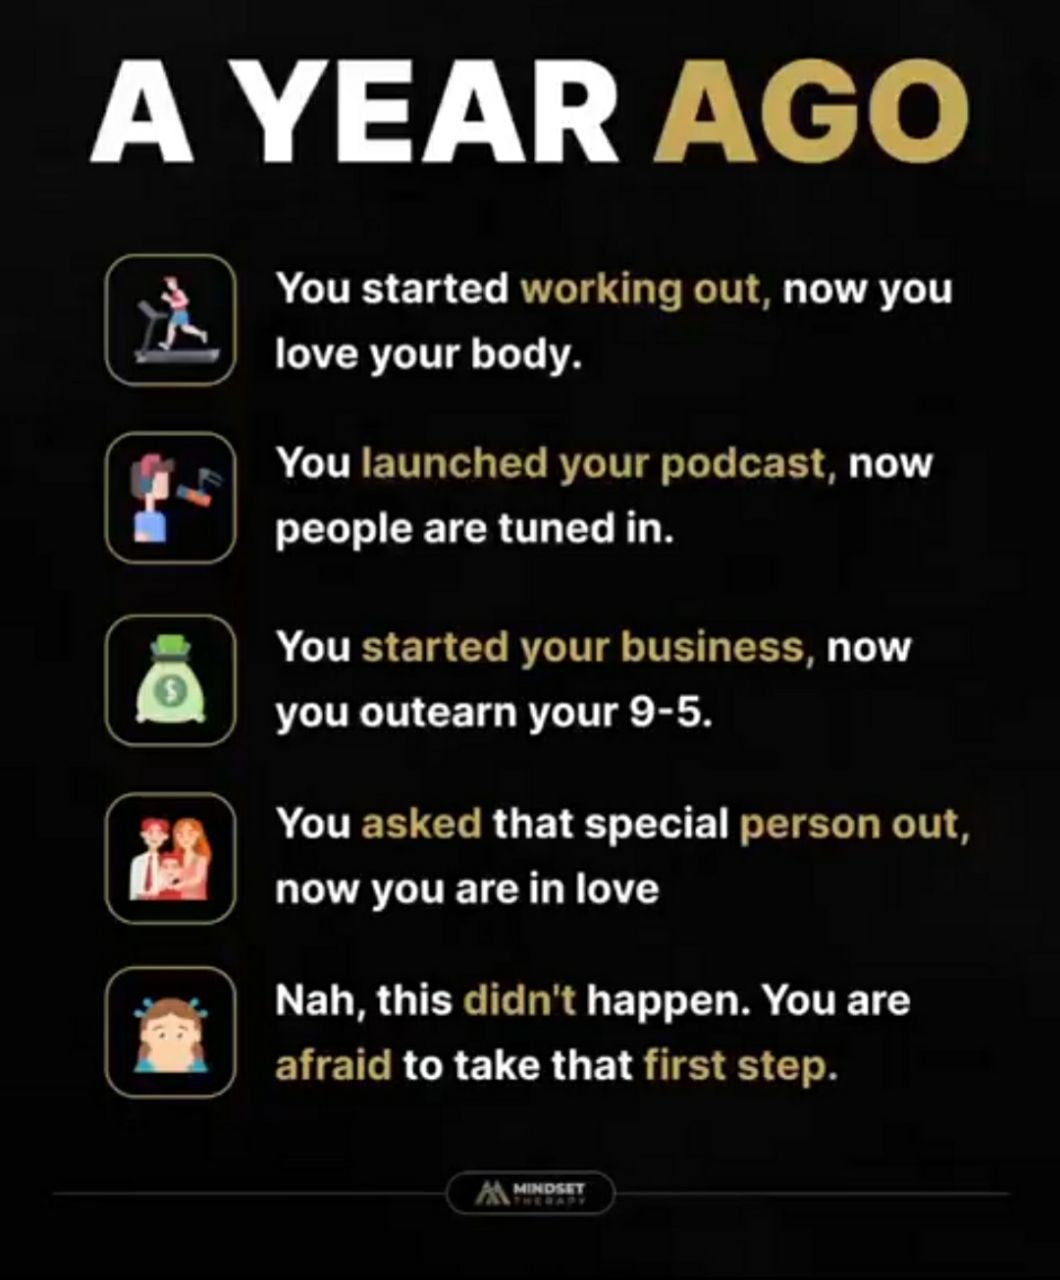 A YEAR AGO
You started working out, now you
love your body.
You launched your podcast, now
people are tuned in.
$
You started your business, now
you outearn your 9-5.
You asked that special person out,
now you are in love
Nah, this didn't happen. You are
afraid to take that first step.
MINDSET
THERAPY